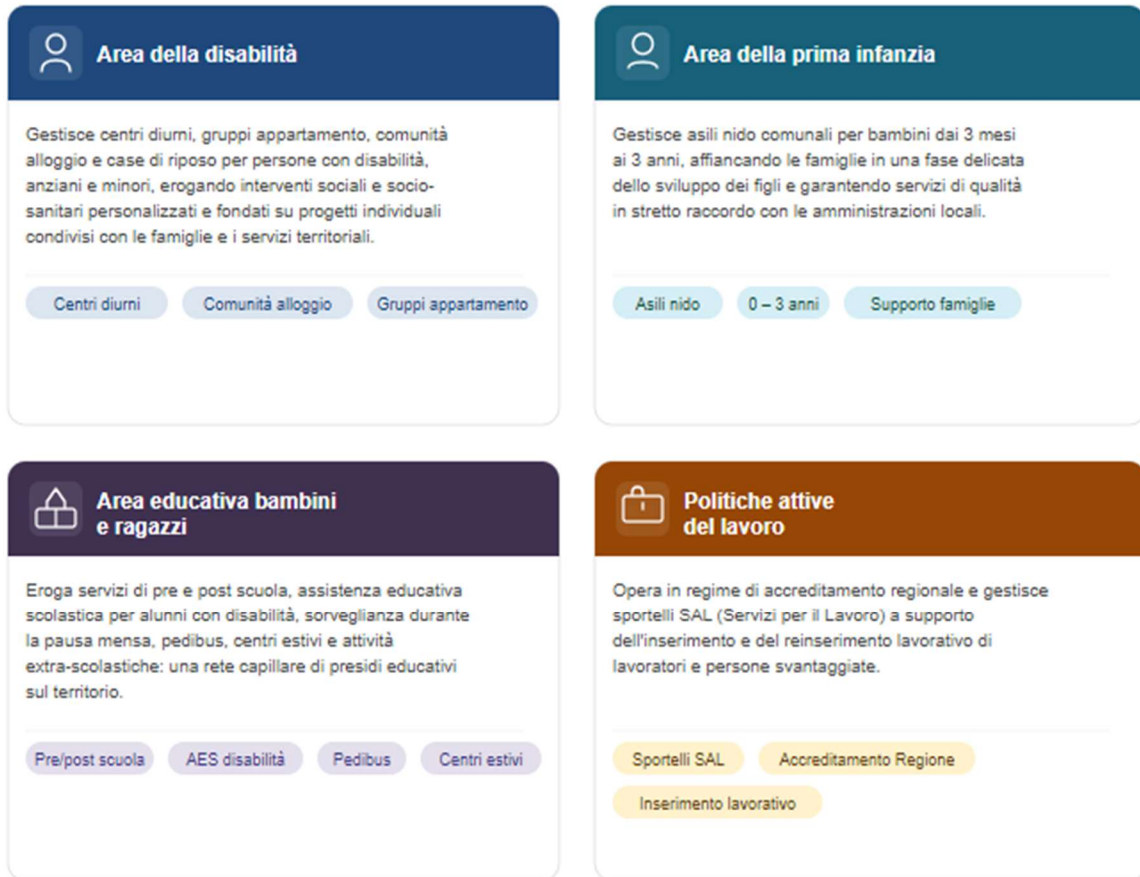 Area della disabilità
Gestisce centri diurni, gruppi appartamento, comunità
alloggio e case di riposo per persone con disabilità,
anziani e minori, erogando interventi sociali e socio-
sanitari personalizzati e fondati su progetti individuali
condivisi con le famiglie e i servizi territoriali.
Centri diurni
Comunità alloggio
Gruppi appartamento
Area della prima infanzia
Gestisce asili nido comunali per bambini dai 3 mesi
ai 3 anni, affiancando le famiglie in una fase delicata
dello sviluppo dei figli e garantendo servizi di qualità
in stretto raccordo con le amministrazioni locali.
Asili nido
0 – 3 anni
Supporto famiglie
Area educativa bambini
e ragazzi
Eroga servizi di pre e post scuola, assistenza educativa
scolastica per alunni con disabilità, sorveglianza durante
la pausa mensa, pedibus, centri estivi e attività
extra-scolastiche: una rete capillare di presidi educativi
sul territorio.
Pre/post scuola
AES disabilità
Pedibus
Centri estivi
Politiche attive
del lavoro
Opera in regime di accreditamento regionale e gestisce
sportelli SAL (Servizi per il Lavoro) a supporto
dell'inserimento e del reinserimento lavorativo di
lavoratori e persone svantaggiate.
Sportelli SAL
Accreditamento Regione
Inserimento lavorativo